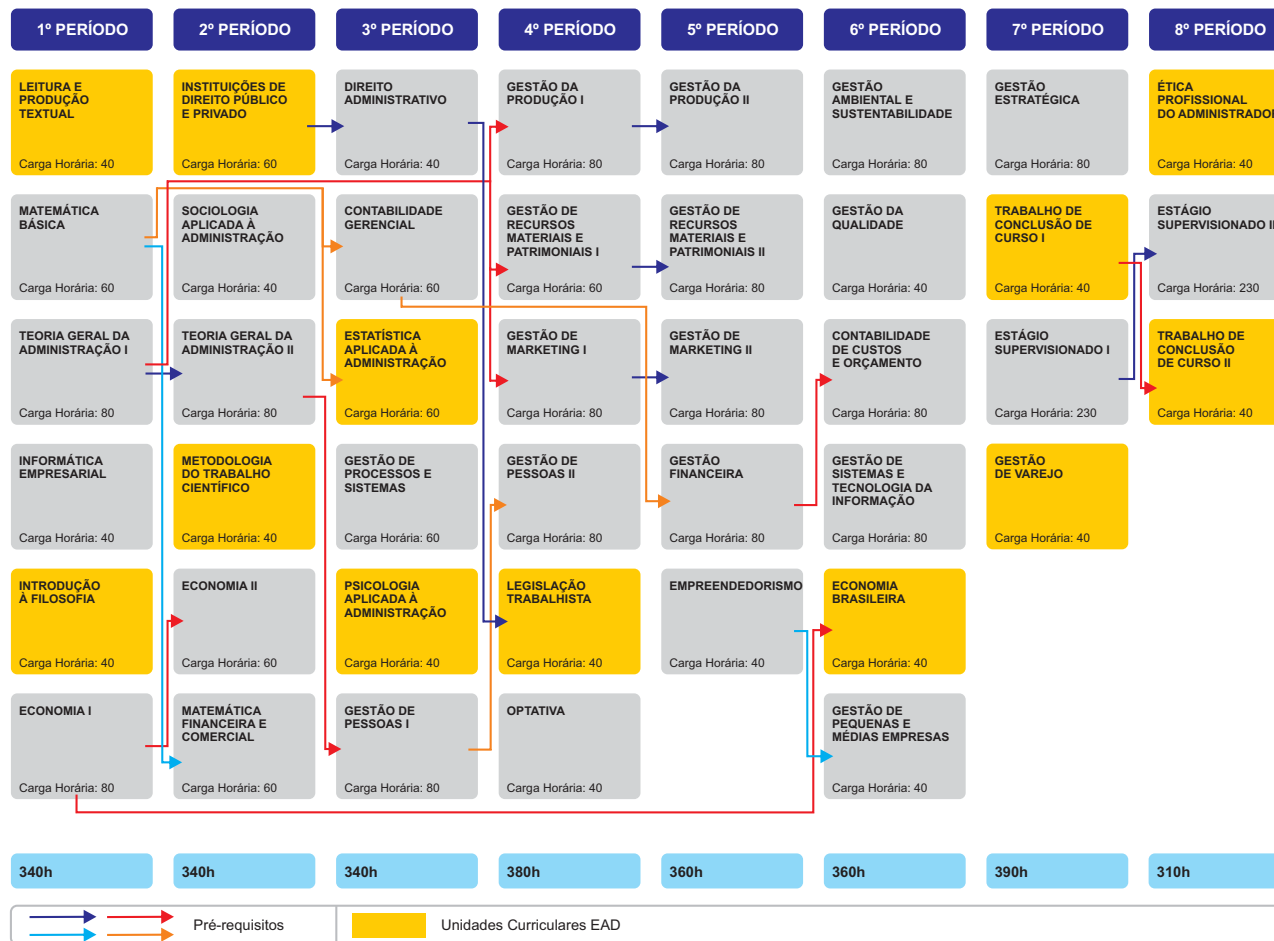 1º PERÍODO
2º PERÍODO
3º PERÍODO
4º PERÍODO
5º PERÍODO
6º PERÍODO
7º PERÍODO
8º PERÍODO
LEITURA E
PRODUÇÃO
TEXTUAL
Carga Horária: 40
INSTITUIÇÕES DE
DIREITO PÚBLICO
E PRIVADO
Carga Horária: 60
DIREITO
ADMINISTRATIVO
Carga Horária: 40
GESTÃO DA
PRODUÇÃO I
Carga Horária: 80
GESTÃO DA
PRODUÇÃO II
Carga Horária: 80
GESTÃO
AMBIENTAL E
SUSTENTABILIDADE
Carga Horária: 80
GESTÃO
ESTRATÉGICA
Carga Horária: 80
ÉTICA
PROFISSIONAL
DO ADMINISTRADOR
Carga Horária: 40
MATEMÁTICA
BÁSICA
Carga Horária: 60
SOCIOLOGIA
APLICADA À
ADMINISTRAÇÃO
Carga Horária: 40
CONTABILIDADE
GERENCIAL
Carga Horária: 60
GESTÃO DE
RECURSOS
MATERIAIS E
PATRIMONIAIS I
Carga Horária: 60
GESTÃO DE
RECURSOS
MATERIAIS E
PATRIMONIAIS II
Carga Horária: 80
GESTÃO DA
QUALIDADE
Carga Horária: 40
TRABALHO DE
CONCLUSÃO DE
CURSO I
Carga Horária: 40
ESTÁGIO
SUPERVISIONADO II
Carga Horária: 230
TEORIA GERAL DA
ADMINISTRAÇÃO I
Carga Horária: 80
TEORIA GERAL DA
ADMINISTRAÇÃO II
Carga Horária: 80
ESTATÍSTICA
APLICADA À
ADMINISTRAÇÃO
Carga Horária: 60
GESTÃO DE
MARKETING I
Carga Horária: 80
GESTÃO DE
MARKETING II
Carga Horária: 80
CONTABILIDADE
DE CUSTOS
E ORÇAMENTO
Carga Horária: 80
ESTÁGIO
SUPERVISIONADO I
Carga Horária: 230
TRABALHO DE
CONCLUSÃO
DE CURSO II
Carga Horária: 40
INFORMÁTICA
EMPRESARIAL
Carga Horária: 40
METODOLOGIA
DO TRABALHO
CIENTÍFICO
Carga Horária: 40
GESTÃO DE
PROCESSOS E
SISTEMAS
Carga Horária: 60
GESTÃO DE
PESSOAS II
Carga Horária: 80
GESTÃO
FINANCEIRA
Carga Horária: 80
GESTÃO DE
SISTEMAS E
TECNOLOGIA DA
INFORMAÇÃO
Carga Horária: 80
GESTÃO
DE VAREJO
Carga Horária: 40
INTRODUÇÃO
À FILOSOFIA
Carga Horária: 40
ECONOMIA II
Carga Horária: 60
PSICOLOGIA
APLICADA À
ADMINISTRAÇÃO
Carga Horária: 40
LEGISLAÇÃO
TRABALHISTA
Carga Horária: 40
EMPREENDEDORISMO
Carga Horária: 40
ECONOMIA
BRASILEIRA
Carga Horária: 40
ECONOMIA I
Carga Horária: 80
MATEMÁTICA
FINANCEIRA E
COMERCIAL
Carga Horária: 60
GESTÃO DE
PESSOAS I
Carga Horária: 80
OPTATIVA
Carga Horária: 40
GESTÃO DE
PEQUENAS E
MÉDIAS EMPRESAS
Carga Horária: 40
340h
340h
340h
380h
360h
360h
390h
310h
Pré-requisitos
Unidades Curriculares EAD